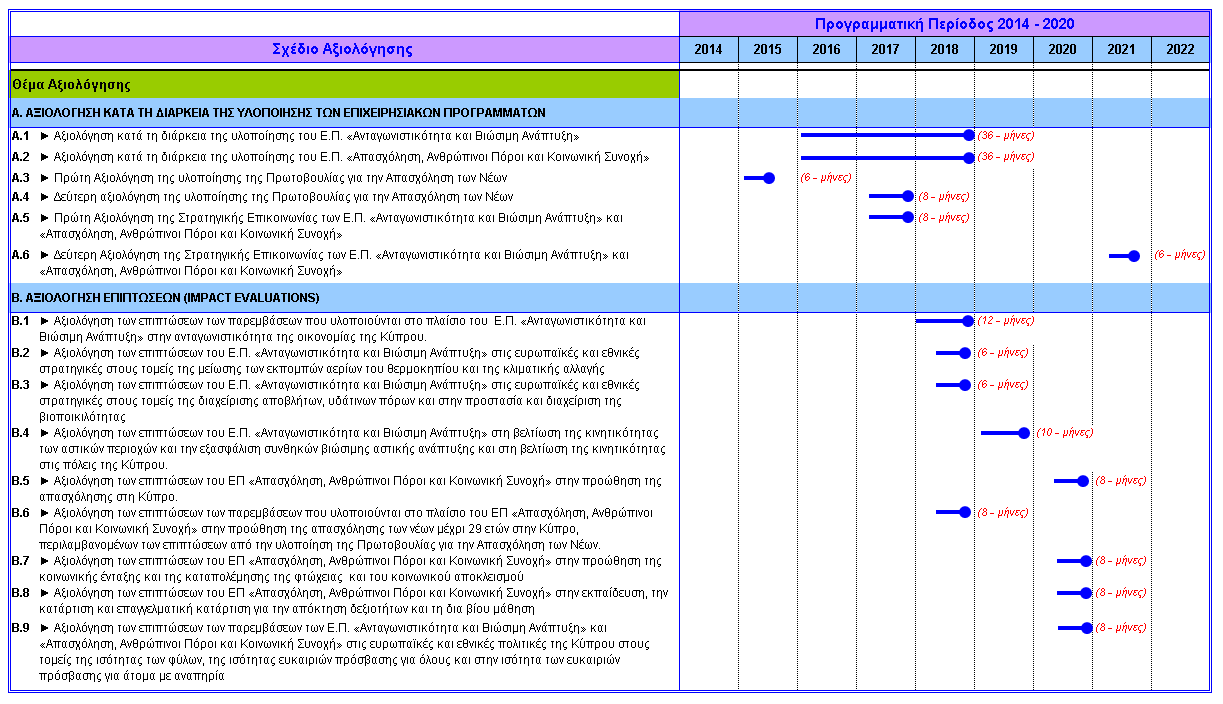 Προγραμματική Περίοδος 2014 - 2020
Σχέδιο Αξιολόγησης 2014 2015 2016 2017 2018 2019 2020 2021 2022
Θέμα Αξιολόγησης
Α. ΑΞΙΟΛΟΓΗΣΗ ΚΑΤΑ ΤΗ ΔΙΑΡΚΕΙΑ ΤΗΣ ΥΛΟΠΟΙΗΣΗΣ ΤΩΝ ΕΠΙΧΕΙΡΗΣΙΑΚΩΝ ΠΡΟΓΡΑΜΜΑΤΩΝ
Α.1 ► Αξιολόγηση κατά τη διάρκεια της υλοποίησης του Ε.Π. «Ανταγωνιστικότητα και Βιώσιμη Ανάπτυξη» (36 - μήνες)
Α.2 ► Αξιολόγηση κατά τη διάρκεια της υλοποίησης του Ε.Π. «Απασχόληση, Ανθρώπινοι Πόροι και Κοινωνική Συνοχή» (36 - μήνες)
Α.3 ► Πρώτη Αξιολόγηση της υλοποίησης της Πρωτοβουλίας για την Απασχόληση των Νέων (6 - μήνες)
Α.4 ► Δεύτερη αξιολόγηση της υλοποίησης της Πρωτοβουλίας για την Απασχόληση των Νέων (8 - μήνες)
Α.5 ► Πρώτη Αξιολόγηση της Στρατηγικής Επικοινωνίας των Ε.Π. «Ανταγωνιστικότητα και Βιώσιμη Ανάπτυξη» και (8 - μήνες)
«Απασχόληση, Ανθρώπινοι Πόροι και Κοινωνική Συνοχή»
Α.6 ► Δεύτερη Αξιολόγηση της Στρατηγικής Επικοινωνίας των Ε.Π. «Ανταγωνιστικότητα και Βιώσιμη Ανάπτυξη» και (6 - μήνες)
«Απασχόληση, Ανθρώπινοι Πόροι και Κοινωνική Συνοχή»
Β. ΑΞΙΟΛΟΓΗΣΗ ΕΠΙΠΤΩΣΕΩΝ (IMPACT EVALUATIONS)
Β.1 ► Αξιολόγηση των επιπτώσεων των παρεμβάσεων που υλοποιούνται στο πλαίσιο του Ε.Π. «Ανταγωνιστικότητα και (12 - μήνες)
Βιώσιμη Ανάπτυξη» στην ανταγωνιστικότητα της οικονομίας της Κύπρου.
Β.2 ► Αξιολόγηση των επιπτώσεων του Ε.Π. «Ανταγωνιστικότητα και Βιώσιμη Ανάπτυξη» στις ευρωπαϊκές και εθνικές (6 - μήνες)
στρατηγικές στους τομείς της μείωσης των εκπομπών αερίων του θερμοκηπίου και της κλιματικής αλλαγής
Β.3 ► Αξιολόγηση των επιπτώσεων του Ε.Π. «Ανταγωνιστικότητα και Βιώσιμη Ανάπτυξη» στις ευρωπαϊκές και εθνικές (6 - μήνες)
στρατηγικές στους τομείς της διαχείρισης αποβλήτων, υδάτινων πόρων και στην προστασία και διαχείριση της
βιοποικιλότητας
Β.4 ► Αξιολόγηση των επιπτώσεων του Ε.Π. «Ανταγωνιστικότητα και Βιώσιμη Ανάπτυξη» στη βελτίωση της κινητικότητας (10 - μήνες)
των αστικών περιοχών και την εξασφάλιση συνθηκών βιώσιμης αστικής ανάπτυξης και στη βελτίωση της κινητικότητας
στις πόλεις της Κύπρου.
Β.5 ► Αξιολόγηση των επιπτώσεων του ΕΠ «Απασχόληση, Ανθρώπινοι Πόροι και Κοινωνική Συνοχή» στην προώθηση της (8 - μήνες)
απασχόλησης στη Κύπρο.
Β.6 ► Αξιολόγηση των επιπτώσεων των παρεμβάσεων που υλοποιούνται στο πλαίσιο του ΕΠ «Απασχόληση, Ανθρώπινοι (8 - μήνες)
Πόροι και Κοινωνική Συνοχή» στην προώθηση της απασχόλησης των νέων μέχρι 29 ετών στην Κύπρο,
περιλαμβανομένων των επιπτώσεων από την υλοποίηση της Πρωτοβουλίας για την Απασχόληση των Νέων.
Β.7 ► Αξιολόγηση των επιπτώσεων του ΕΠ «Απασχόληση, Ανθρώπινοι Πόροι και Κοινωνική Συνοχή» στην προώθηση της (8 - μήνες)
κοινωνικής ένταξης και της καταπολέμησης της φτώχειας και του κοινωνικού αποκλεισμού
Β.8 ► Αξιολόγηση των επιπτώσεων του ΕΠ «Απασχόληση, Ανθρώπινοι Πόροι και Κοινωνική Συνοχή» στην εκπαίδευση, την (8 - μήνες)
κατάρτιση και επαγγελματική κατάρτιση για την απόκτηση δεξιοτήτων και τη δια βίου μάθηση
Β.9 ► Αξιολόγηση των επιπτώσεων των παρεμβάσεων των Ε.Π. «Ανταγωνιστικότητα και Βιώσιμη Ανάπτυξη» και (8 - μήνες)
«Απασχόληση, Ανθρώπινοι Πόροι και Κοινωνική Συνοχή» στις ευρωπαϊκές και εθνικές πολιτικές της Κύπρου στους
τομείς της ισότητας των φύλων, της ισότητας ευκαιριών πρόσβασης για όλους και στην ισότητα των ευκαιριών
πρόσβασης για άτομα με αναπηρία